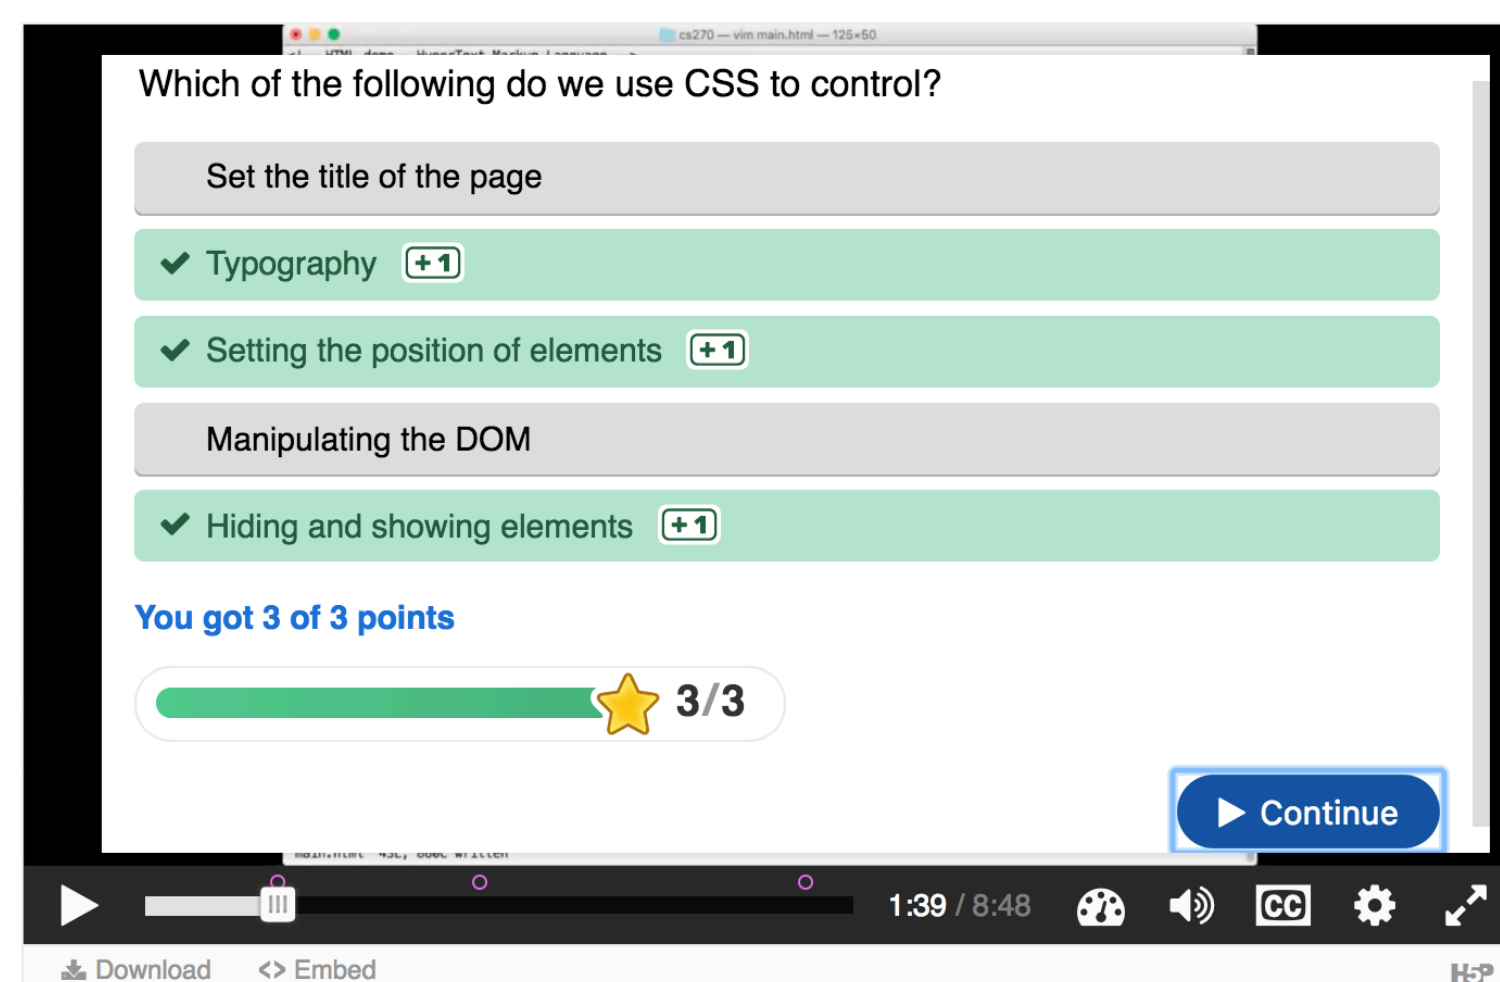 cs270 — vim main.html — 125×50
Which of the following do we use CSS to control?
Set the title of the page
Typography +1
Setting the position of elements +1
Manipulating the DOM
Hiding and showing elements +1
You got 3 of 3 points
3/3
Continue
1:39 / 8:48
CC
Download <> Embed
H5P